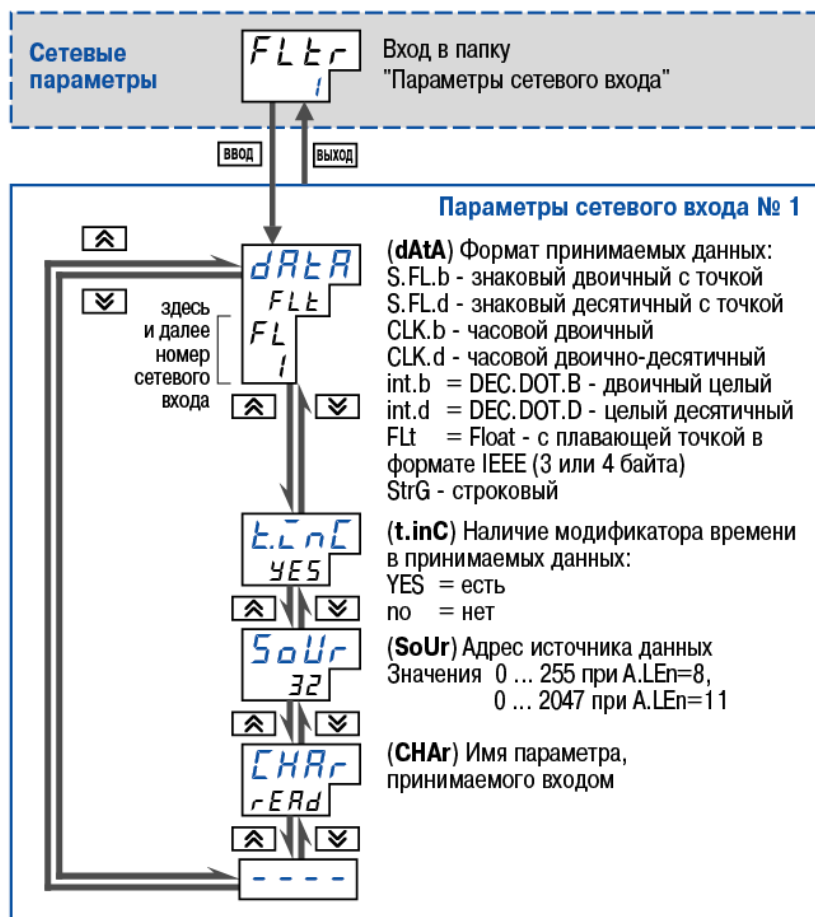 Сетевые
параметры
FLtr
1
Вход в папку
"Параметры сетевого входа"
ввод
выход
Параметры сетевого входа № 1
dAtA
FLt
FL
1
здесь
и далее
номер
сетевого
входа
(dAtA) Формат принимаемых данных:
S.FL.b - знаковый двоичный с точкой
S.FL.d - знаковый десятичный с точкой
CLK.b - часовой двоичный
CLK.d - часовой двоично-десятичный
int.b = DEC.DOT.B - двоичный целый
int.d = DEC.DOT.D - целый десятичный
FLt = Float - с плавающей точкой в
формате IEEE (3 или 4 байта)
StrG - строковый
t.inC
YES
(t.inC) Наличие модификатора времени
в принимаемых данных:
YES = есть
no = нет
SoUr
32
(SoUr) Адрес источника данных
Значения 0 ... 255 при A.LEn=8,
0 ... 2047 при A.LEn=11
CHAr
rEAd
(CHAr) Имя параметра,
принимаемого входом
- - - -